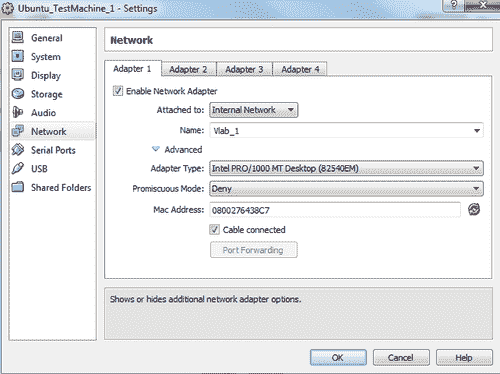 Ubuntu_TestMachine_1 - Settings
General
System
Display
Storage
Audio
Network
Serial Ports
USB
Shared Folders
Network
Adapter 1 Adapter 2 Adapter 3 Adapter 4
Enable Network Adapter
Attached to: Internal Network
Name: Vlab_1
Advanced
Adapter Type: Intel PRO/1000 MT Desktop (82540EM)
Promiscuous Mode: Deny
Mac Address: 0800276438C7
Cable connected
Port Forwarding
Shows or hides additional network adapter options.
OK Cancel Help